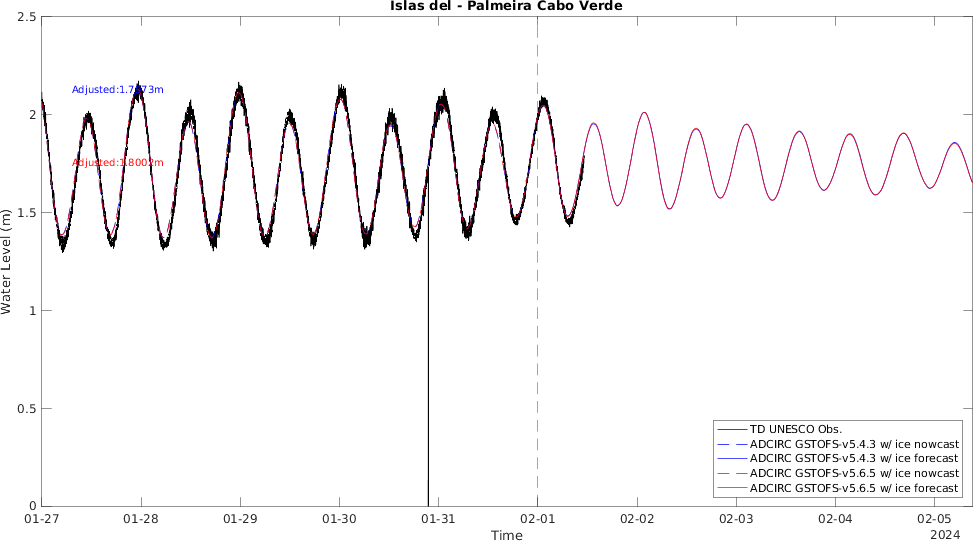 Islas del - Palmeira Cabo Verde
2.5
2
1.5
1
0.5
0
Water Level (m)
Adjusted:1.8002m
01-27
01-28
01-29
01-30
01-31
02-01
02-02
02-03
02-04
02-05
2024
Time
TD UNESCO Obs.
ADCIRC GSTOFS-v5.4.3 w/ ice nowcast
ADCIRC GSTOFS-v5.4.3 w/ ice forecast
ADCIRC GSTOFS-v5.6.5 w/ ice nowcast
ADCIRC GSTOFS-v5.6.5 w/ ice forecast